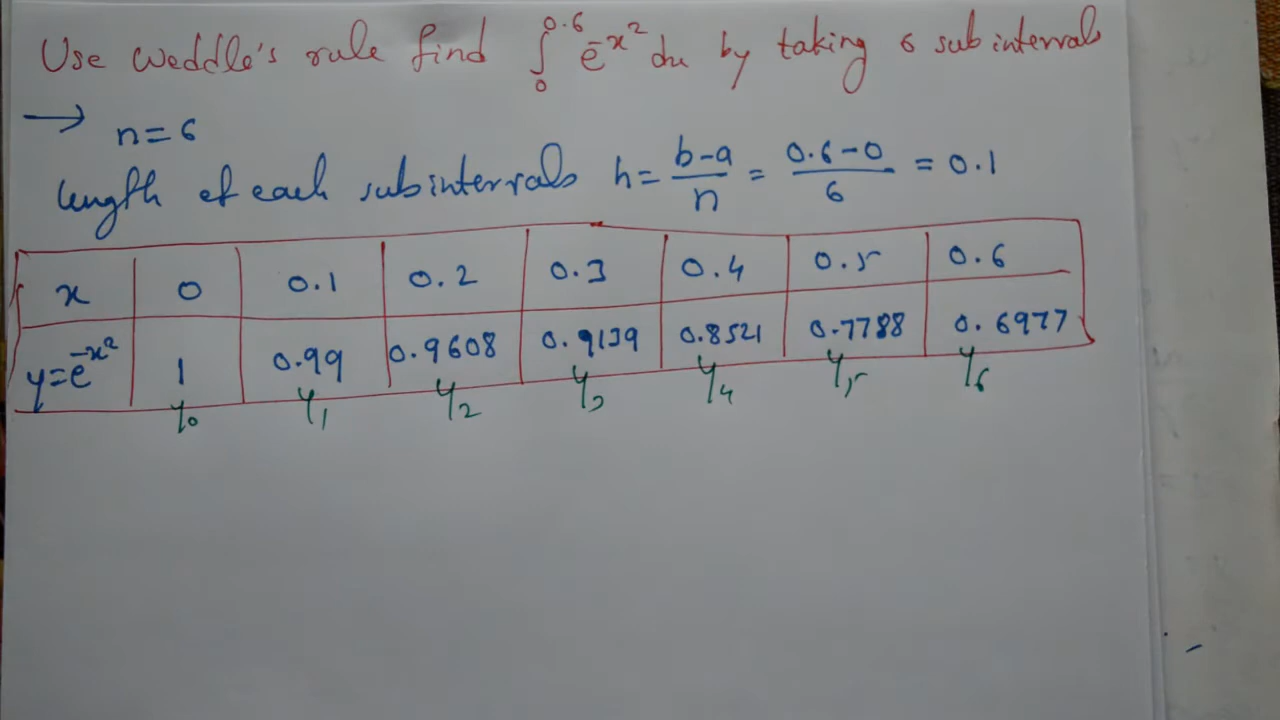 Use Weddle's rule find ∫₀^0.6 e^-x² dx by taking 6 subintervals
→ n=6
length of each subintervals h = b-a/n = 0.6-0/6 = 0.1
x 0 0.1 0.2 0.3 0.4 0.5 0.6
y=e^-x² 1 0.99 0.9608 0.9139 0.8521 0.7788 0.6977
y₀ y₁ y₂ y₃ y₄ y₅ y₆